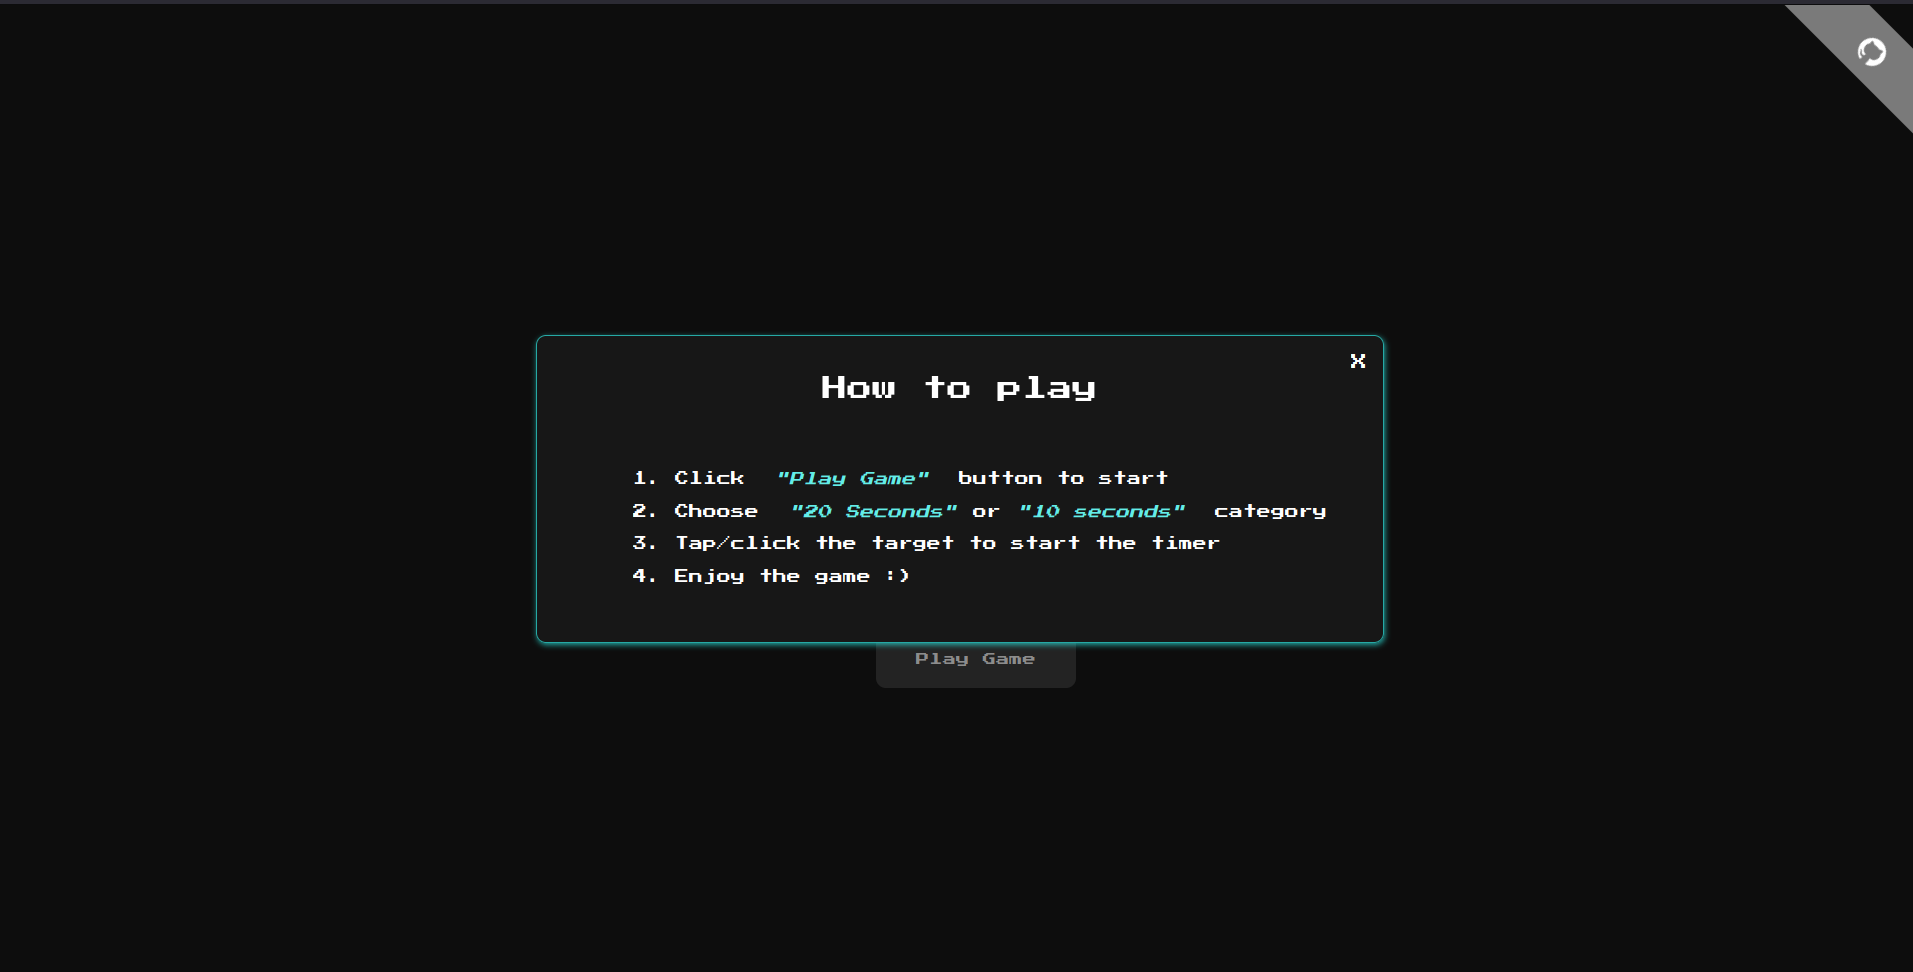 X
How to play
1. Click "Play Game" button to start
2. Choose "20 Seconds" or "10 seconds" category
3. Tap/click the target to start the timer
4. Enjoy the game :)
Play Game